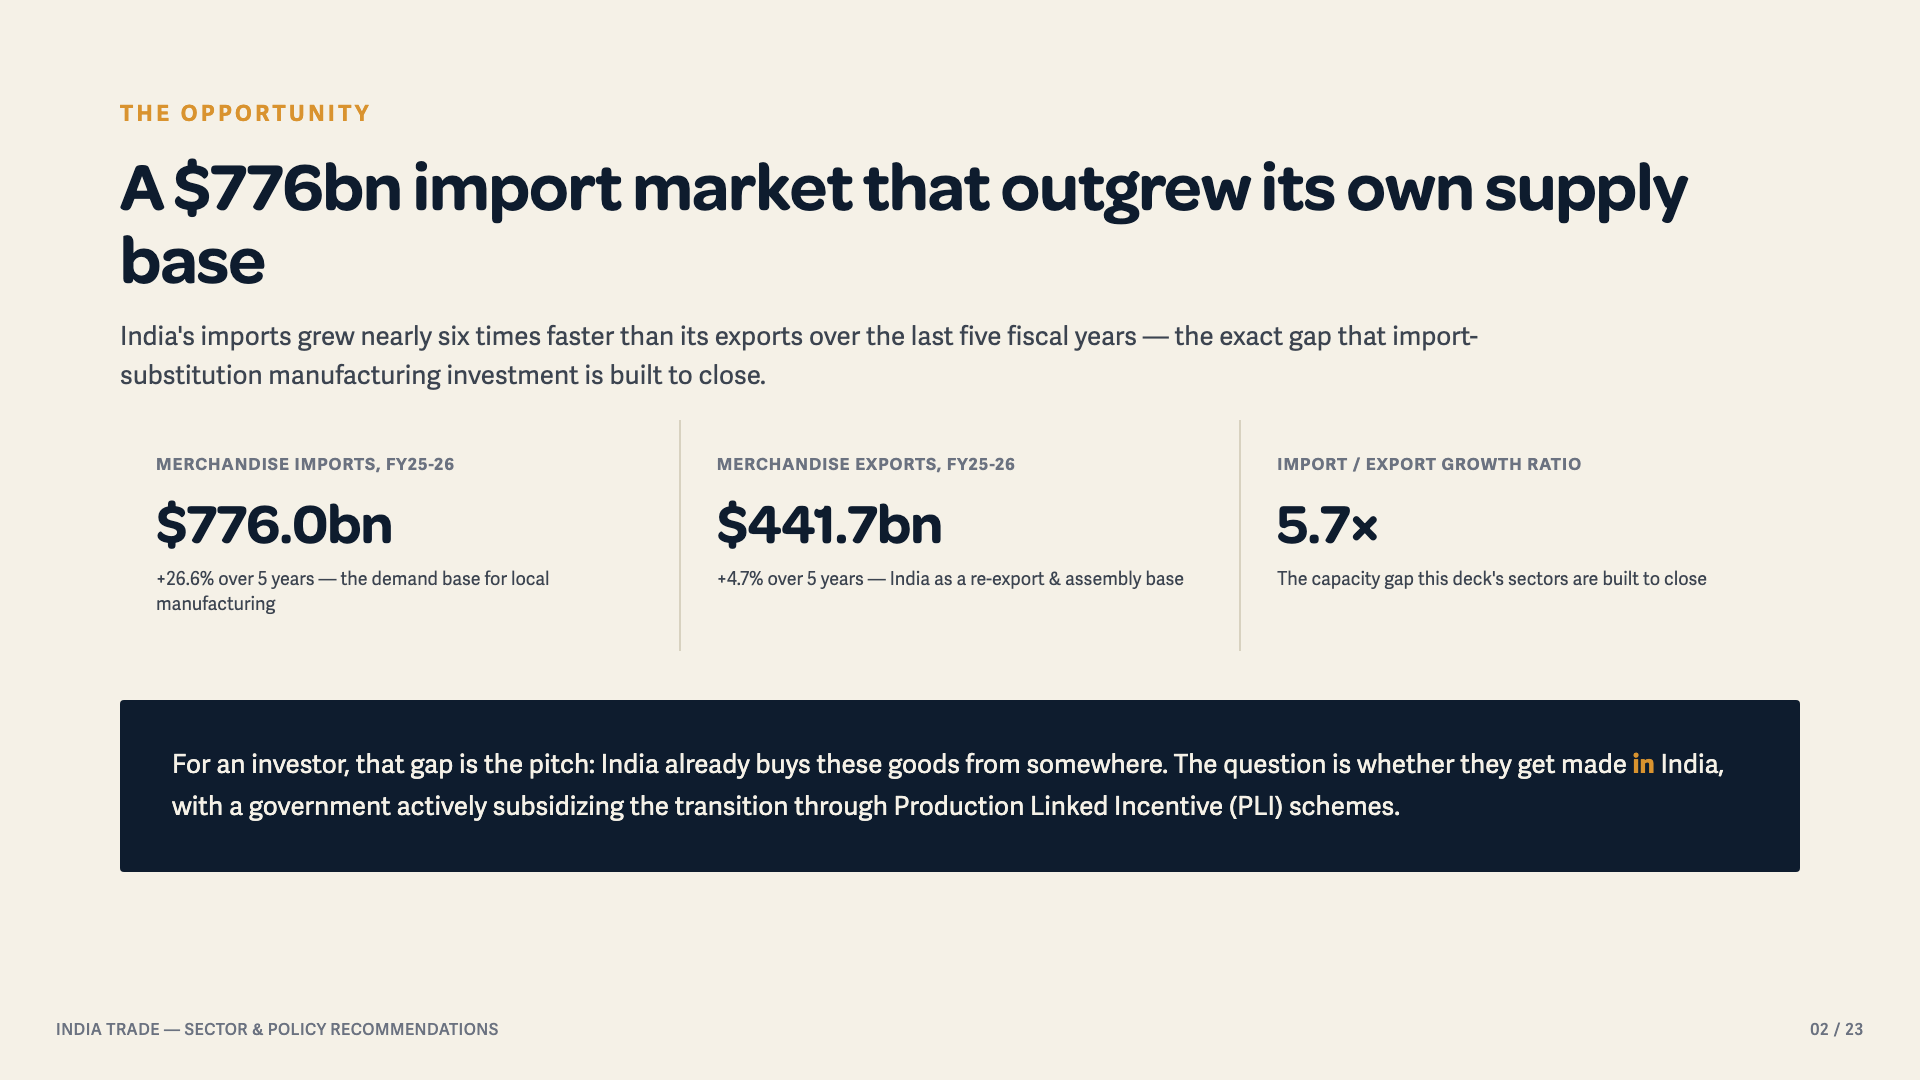 THE OPPORTUNITY
A $776bn import market that outgrew its own supply
base
India's imports grew nearly six times faster than its exports over the last five fiscal years — the exact gap that import-
substitution manufacturing investment is built to close.
MERCHANDISE IMPORTS, FY25-26
$776.0bn
+26.6% over 5 years — the demand base for local
manufacturing
MERCHANDISE EXPORTS, FY25-26
$441.7bn
+4.7% over 5 years — India as a re-export & assembly base
IMPORT / EXPORT GROWTH RATIO
5.7×
The capacity gap this deck's sectors are built to close
For an investor, that gap is the pitch: India already buys these goods from somewhere. The question is whether they get made in India,
with a government actively subsidizing the transition through Production Linked Incentive (PLI) schemes.
INDIA TRADE — SECTOR & POLICY RECOMMENDATIONS
02 / 23